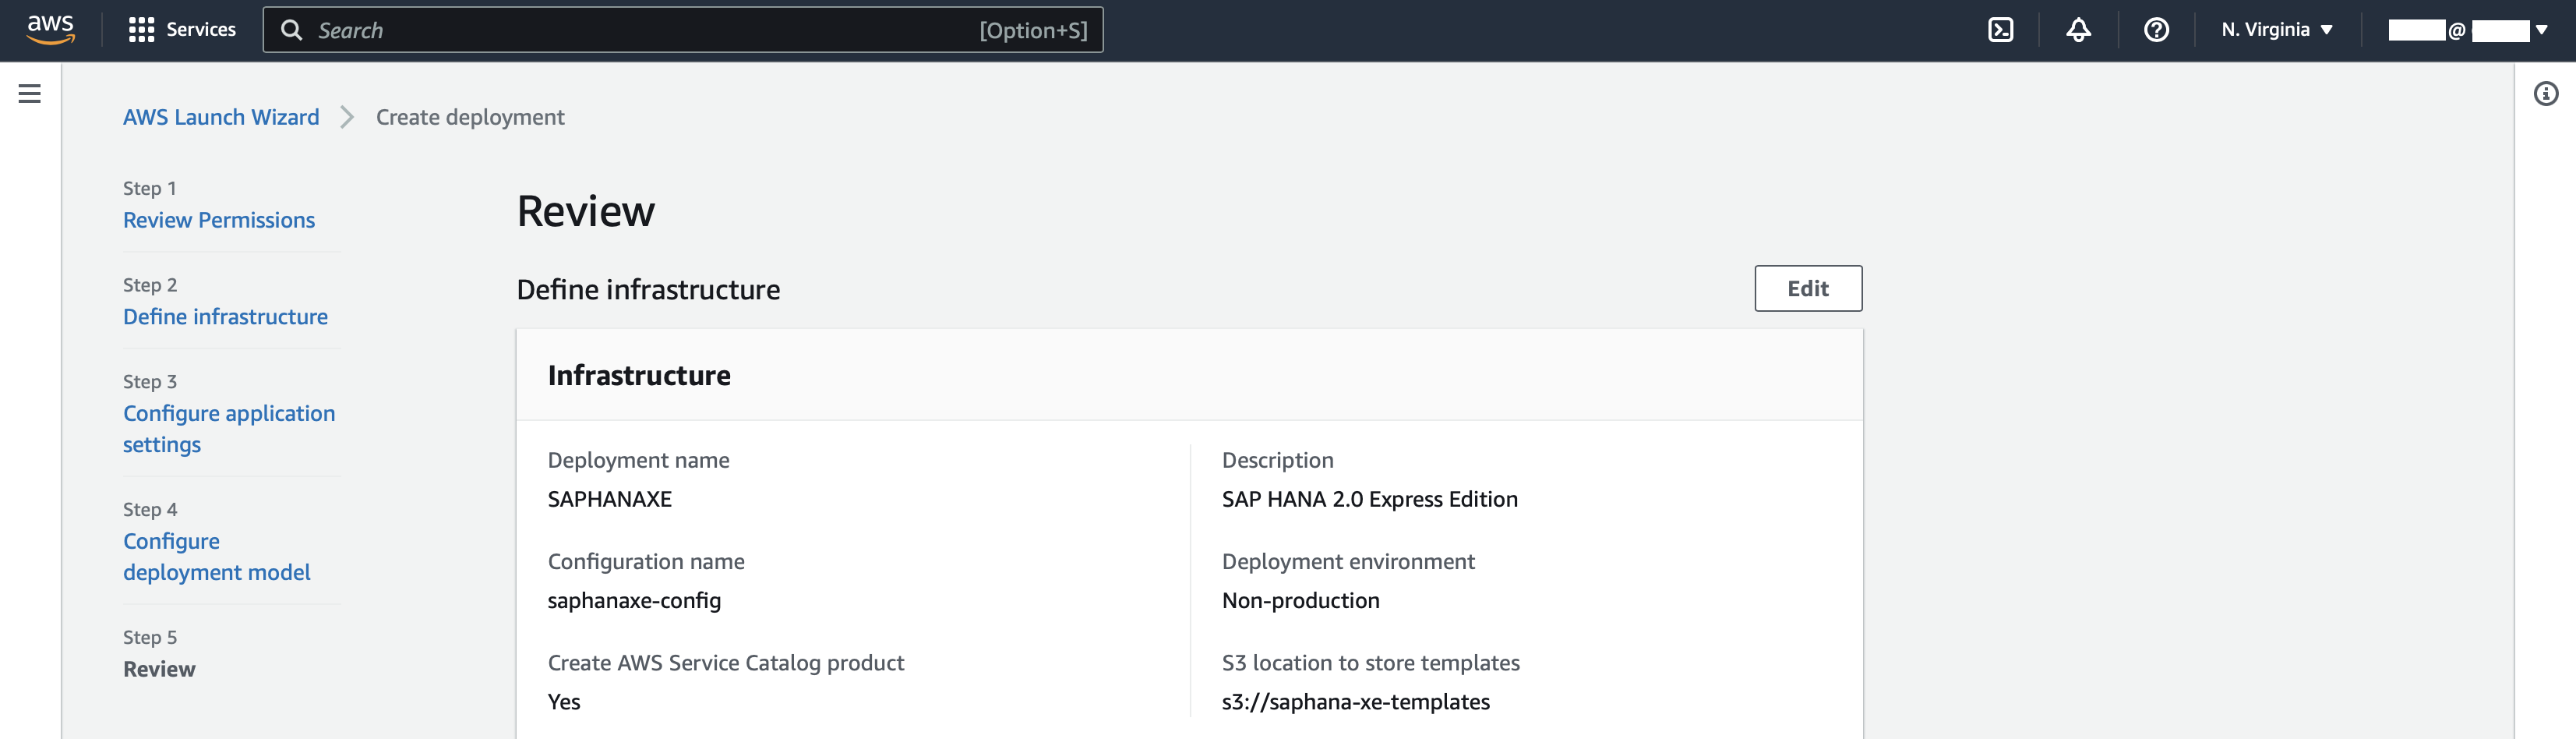 aws
Services
Search
[Option+S]
N. Virginia
@
AWS Launch Wizard
Create deployment
Step 1
Review Permissions
Step 2
Define infrastructure
Step 3
Configure application
settings
Step 4
Configure
deployment model
Step 5
Review
Review
Define infrastructure
Edit
Infrastructure
Deployment name
SAPHANAXE
Description
SAP HANA 2.0 Express Edition
Configuration name
saphanaxe-config
Deployment environment
Non-production
Create AWS Service Catalog product
Yes
S3 location to store templates
s3://saphana-xe-templates